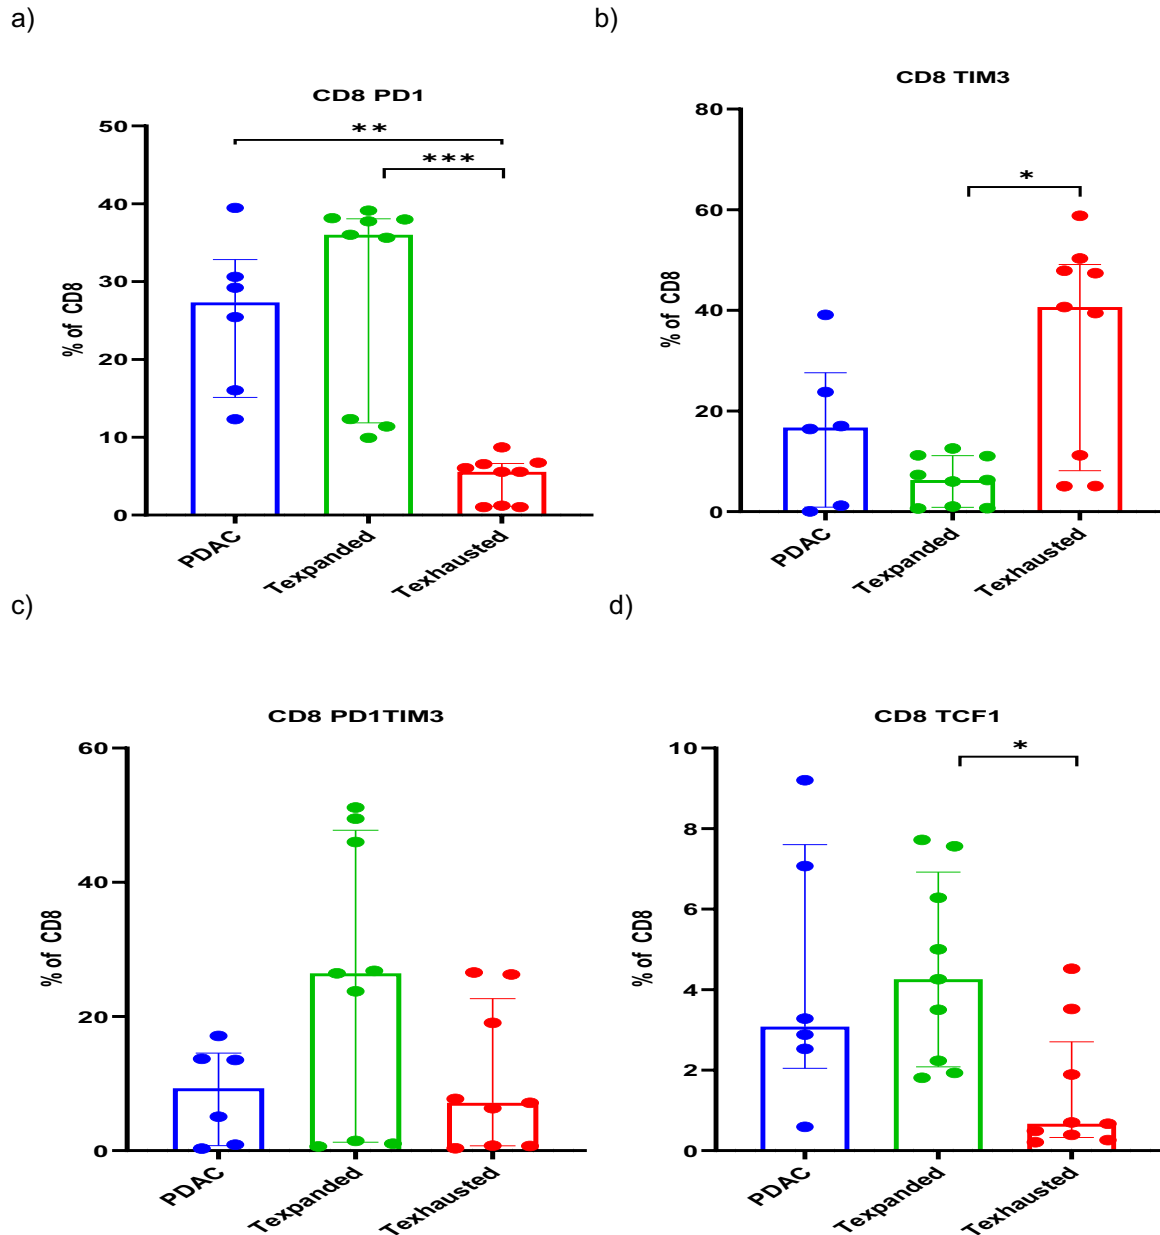 a)
CD8 PD1
% of CD8
50
40
30
20
10
0
**
***
PDAC
Texpanded
Texhausted
b)
CD8 TIM3
% of CD8
80
60
40
20
0
*
PDAC
Texpanded
Texhausted
c)
CD8 PD1TIM3
% of CD8
60
40
20
0
PDAC
Texpanded
Texhausted
d)
CD8 TCF1
% of CD8
10
8
6
4
2
0
*
PDAC
Texpanded
Texhausted